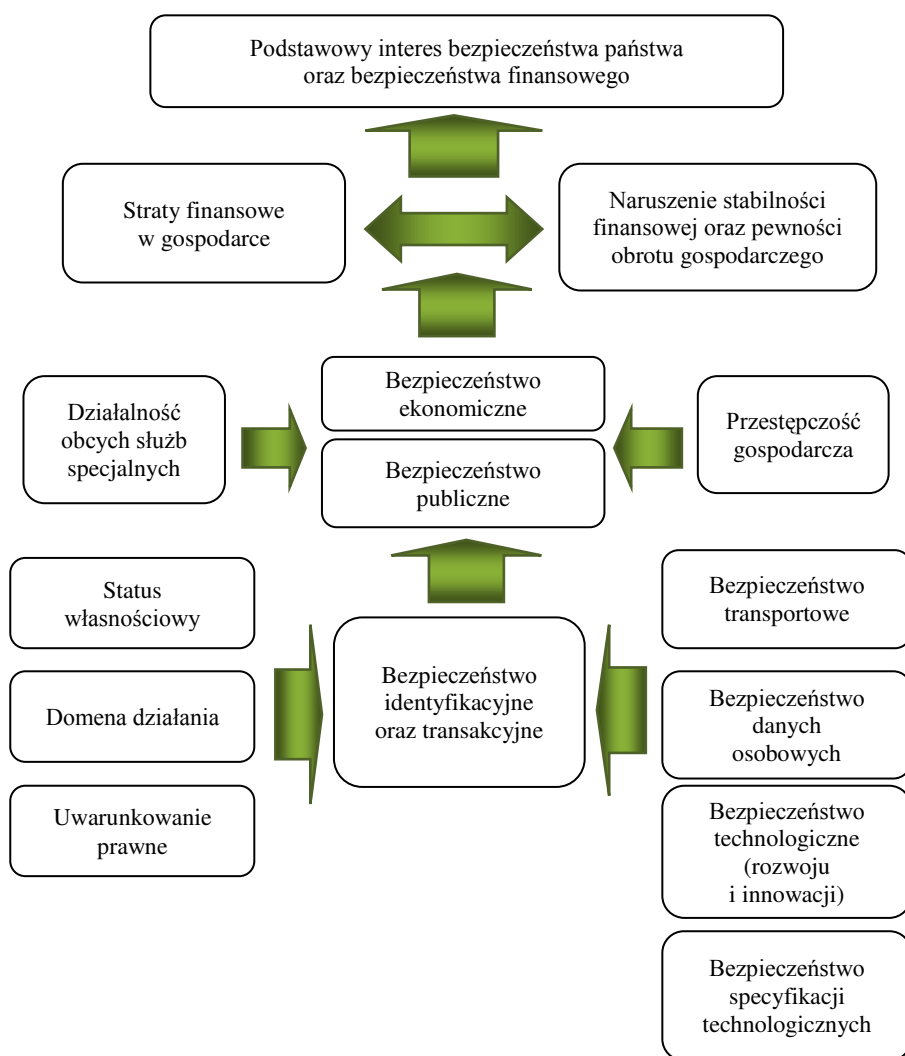 Podstawowy interes bezpieczeństwa państwa
oraz bezpieczeństwa finansowego
Straty finansowe
w gospodarce
Naruszenie stabilności
finansowej oraz pewności
obrotu gospodarczego
Działalność
obcych służb
specjalnych
Bezpieczeństwo
ekonomiczne
Bezpieczeństwo
publiczne
Przestępczość
gospodarcza
Status
własnościowy
Domena działania
Uwarunkowanie
prawne
Bezpieczeństwo
identyfikacyjne
oraz transakcyjne
Bezpieczeństwo
transportowe
Bezpieczeństwo
danych
osobowych
Bezpieczeństwo
technologiczne
(rozwoju
i innowacji)
Bezpieczeństwo
specyfikacji
technologicznych